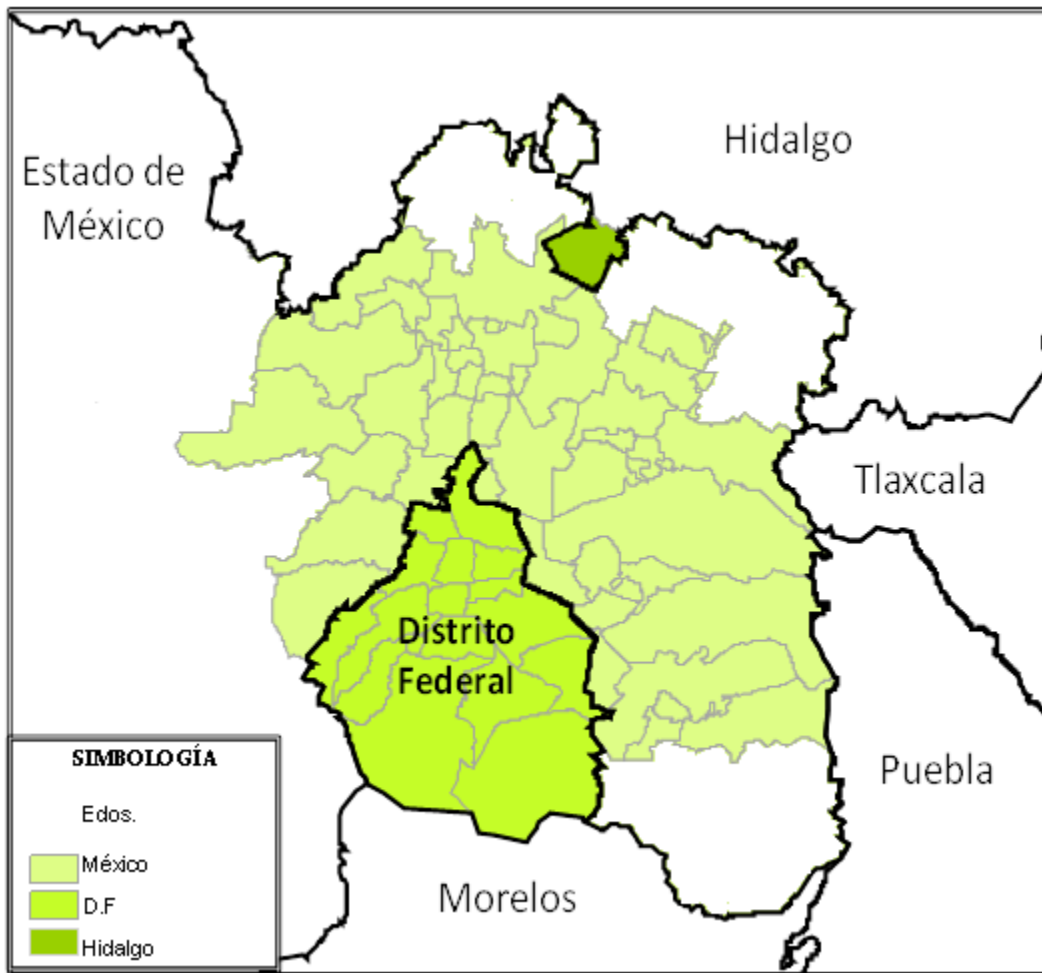 Hidalgo
Estado de
México
Tlaxcala
Distrito
Federal
Puebla
Morelos
SIMBOLOGÍA
Edos.
México
D.F
Hidalgo